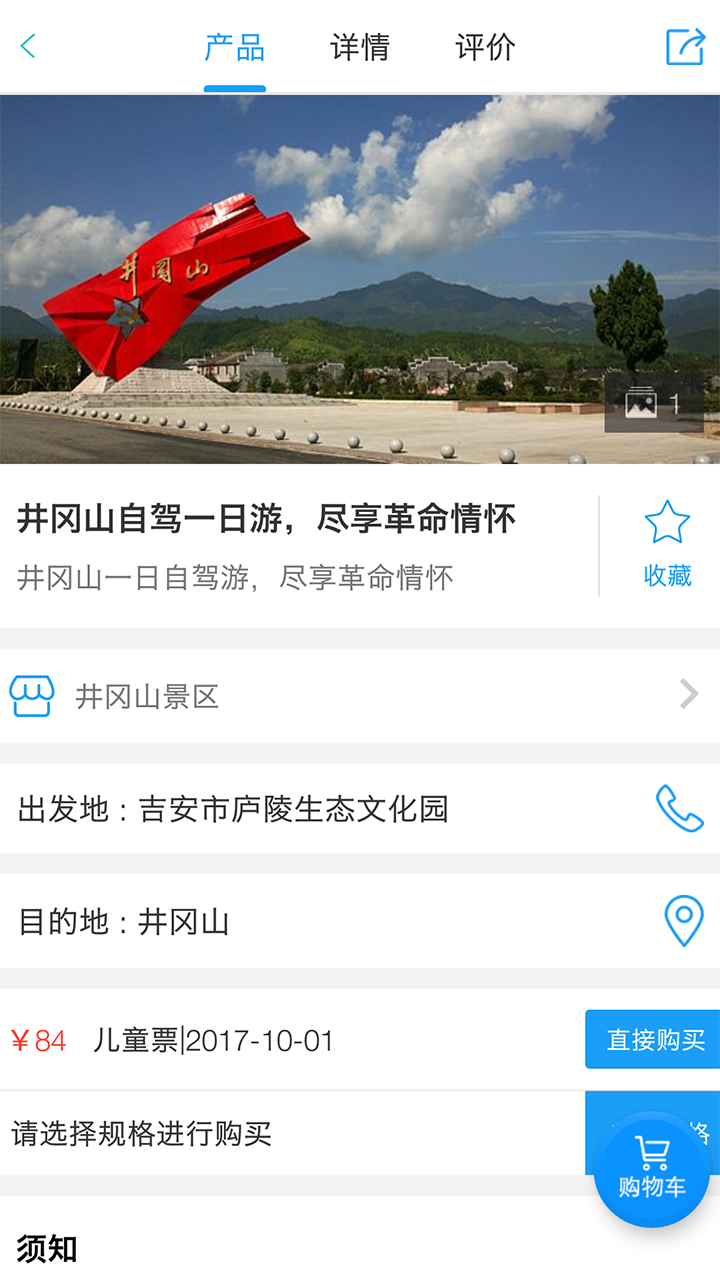 产品 详情 评价
井冈山
1
井冈山自驾一日游，尽享革命情怀
井冈山一日自驾游，尽享革命情怀
收藏
井冈山景区
出发地：吉安市庐陵生态文化园
目的地：井冈山
￥84 儿童票|2017-10-01 直接购买
请选择规格进行购买 格
购物车
须知